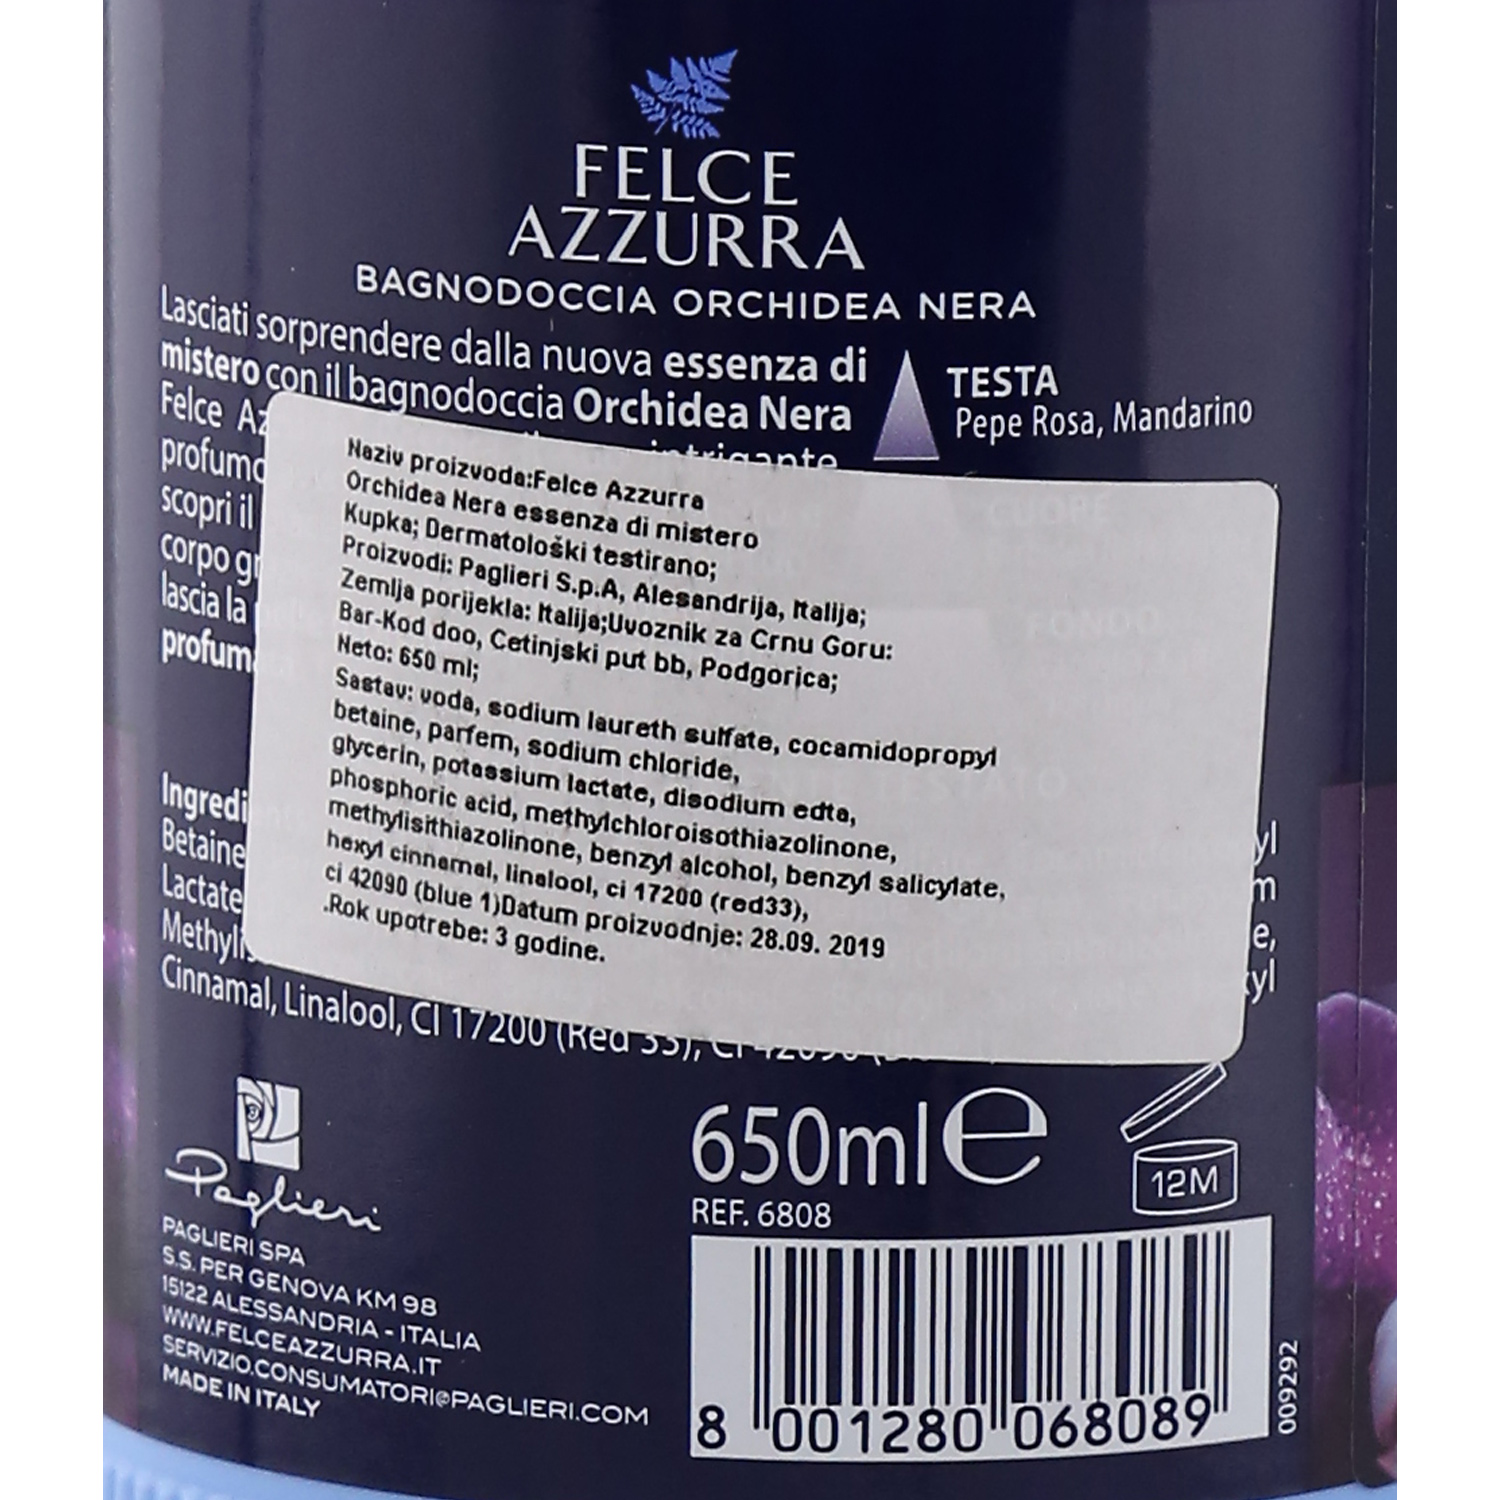 FELCE
AZZURRA
BAGNODOCCIA ORCHIDEA NERA
Lasciati sorprendere dalla nuova essenza di
mistero con il bagnodoccia Orchidea Nera
Felce
intrigante
scopri il
corpo
lascia la
TESTA
Pepe Rosa, Mandarino
CUORE
FONDO
Naziv proizvoda:Felce Azzurra
Orchidea Nera essenza di mistero
Kupka; Dermatološki testirano;
Proizvodi: Paglieri S.p.A, Alesandrija, Italija;
Zemlja porijekla: Italija;Uvoznik za Crnu Goru:
Bar-Kod doo, Cetinjski put bb, Podgorica;
Neto: 650 ml;
Sastav: voda, sodium laureth sulfate, cocamidopropyl
betaine, parfem, sodium chloride,
glycerin, potassium lactate, disodium edta,
phosphoric acid, methylchloroisothiazolinone,
methylisithiazolinone, benzyl alcohol, benzyl salicylate,
hexyl cinnamal, linalool, ci 17200 (red33),
ci 42090 (blue 1)Datum proizvodnje: 28.09. 2019
.Rok upotrebe: 3 godine.
Betaine
Lactate
Cinnamal, Linalool, CI 17200 (Red 33), CI 42090
Paglieri
PAGLIERI SPA
S.S. PER GENOVA KM 98
15122 ALESSANDRIA - ITALIA
WWW.FELCEAZZURRA.IT
SERVIZIO.CONSUMATORI@PAGLIERI.COM
MADE IN ITALY
650ml e
REF. 6808
12M
8 001280 068089
009292